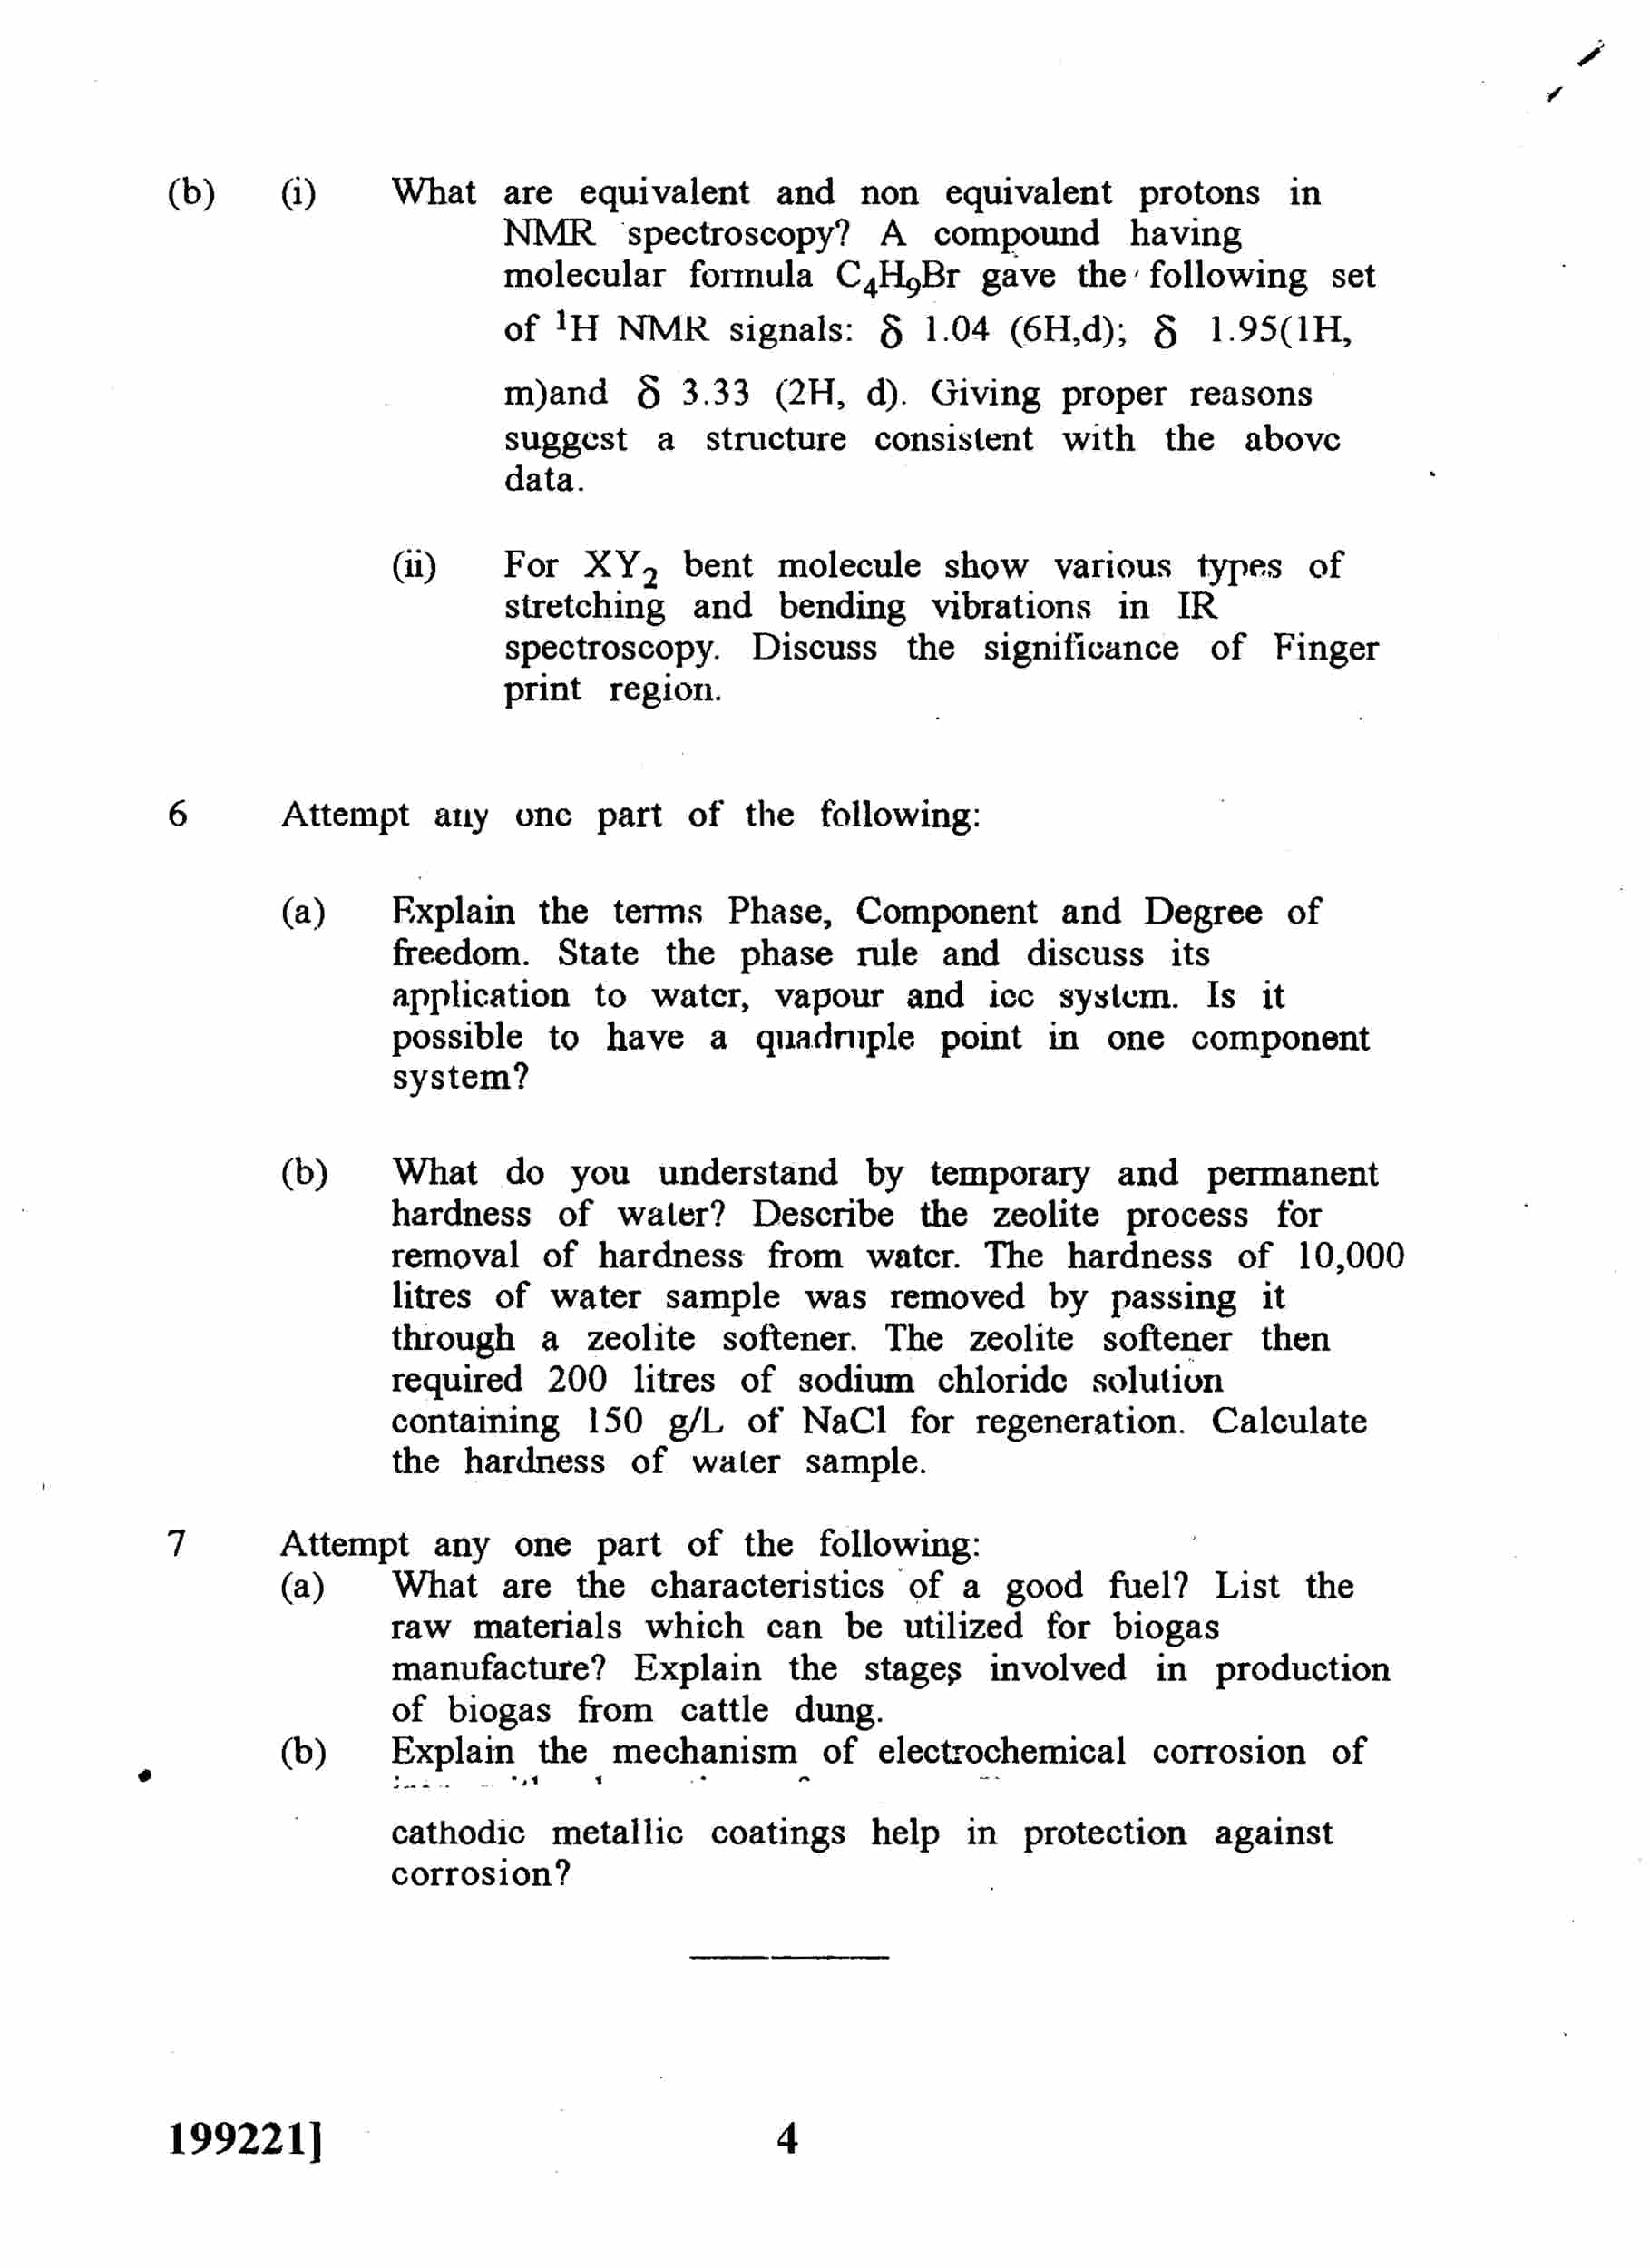 (b) (i) What are equivalent and non equivalent protons in
NMR spectroscopy? A compound having
molecular formula C₄H₉Br gave the following set
of ¹H NMR signals: δ 1.04 (6H,d); δ 1.95(1H,
m)and δ 3.33 (2H, d). Giving proper reasons
suggest a structure consistent with the above
data.
(ii) For XY₂ bent molecule show various types of
stretching and bending vibrations in IR
spectroscopy. Discuss the significance of Finger
print region.
6 Attempt any one part of the following:
(a) Explain the terms Phase, Component and Degree of
freedom. State the phase rule and discuss its
application to water, vapour and ice system. Is it
possible to have a quadruple point in one component
system?
(b) What do you understand by temporary and permanent
hardness of water? Describe the zeolite process for
removal of hardness from water. The hardness of 10,000
litres of water sample was removed by passing it
through a zeolite softener. The zeolite softener then
required 200 litres of sodium chloride solution
containing 150 g/L of NaCl for regeneration. Calculate
the hardness of water sample.
7 Attempt any one part of the following:
(a) What are the characteristics of a good fuel? List the
raw materials which can be utilized for biogas
manufacture? Explain the stages involved in production
of biogas from cattle dung.
(b) Explain the mechanism of electrochemical corrosion of
cathodic metallic coatings help in protection against
corrosion?
199221] 4